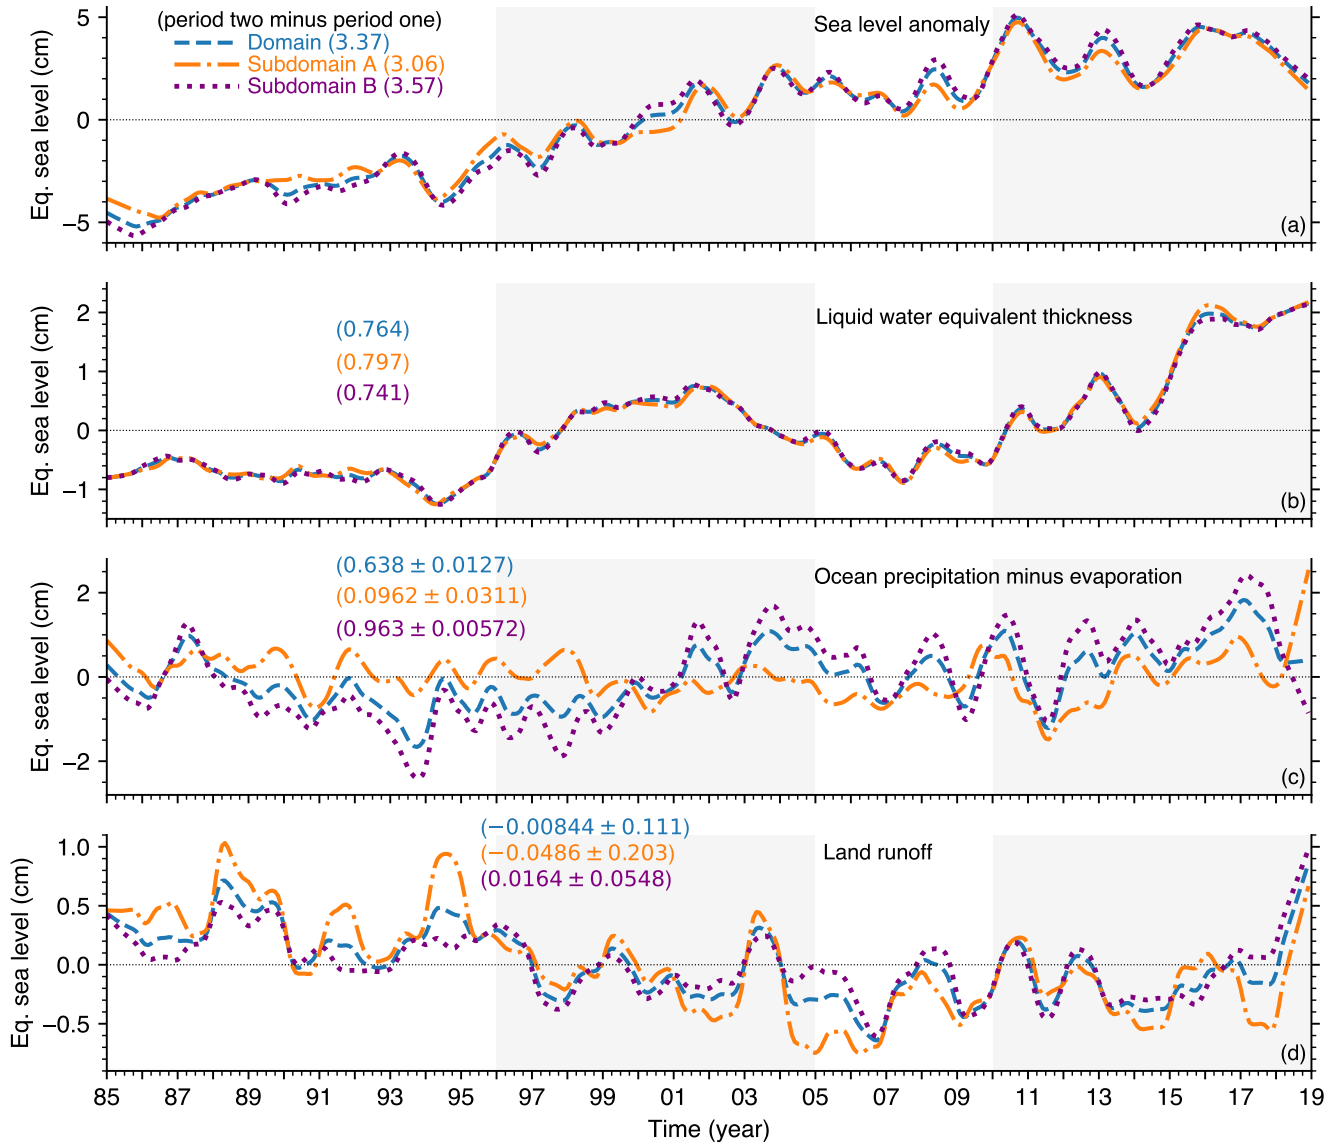 (period two minus period one)
Domain (3.37)
Subdomain A (3.06)
Subdomain B (3.57)
Sea level anomaly
Eq. sea level (cm)
5
0
−5
(a)
(0.764)
(0.797)
(0.741)
Liquid water equivalent thickness
Eq. sea level (cm)
2
1
0
−1
(b)
(0.638 ± 0.0127)
(0.0962 ± 0.0311)
(0.963 ± 0.00572)
Ocean precipitation minus evaporation
Eq. sea level (cm)
2
0
−2
(c)
(−0.00844 ± 0.111)
(−0.0486 ± 0.203)
(0.0164 ± 0.0548)
Land runoff
Eq. sea level (cm)
1.0
0.5
0.0
−0.5
(d)
85 87 89 91 93 95 97 99 01 03 05 07 09 11 13 15 17 19
Time (year)